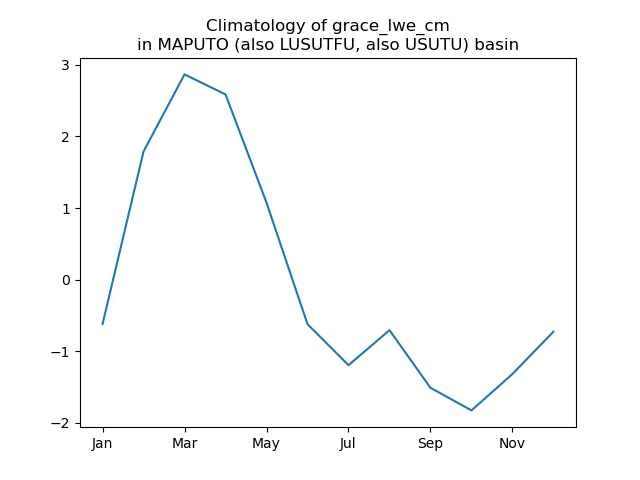 Climatology of grace_lwe_cm
in MAPUTO (also LUSUTFU, also USUTU) basin
3
2
1
0
−1
−2
Jan Mar May Jul Sep Nov